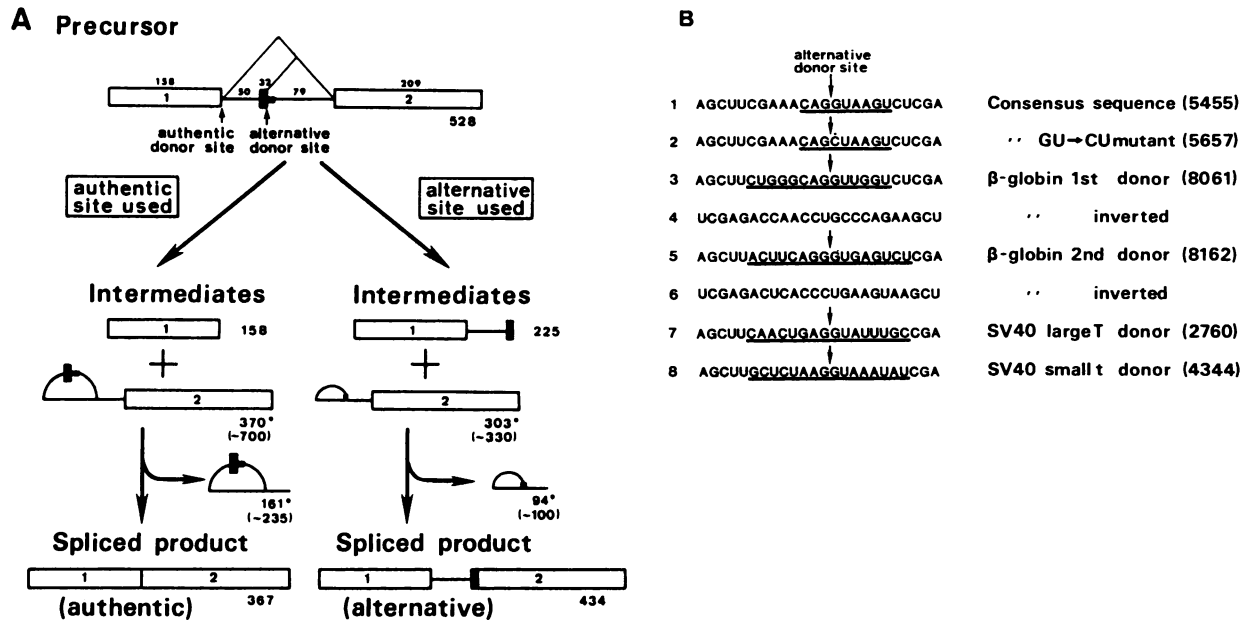 A Precursor
158 50 32 79 209
1 2
528
authentic donor site
alternative donor site
authentic site used
alternative site used
Intermediates
1 158
+
2
370°
(~700)
161°
(~235)
Spliced product
1 2
(authentic) 367
Intermediates
1 225
+
2
303°
(~330)
94°
(~100)
Spliced product
1 2
(alternative) 434
B
alternative
donor site
1 AGCUUCGAAACAGGUAAGUCUCGA Consensus sequence (5455)
2 AGCUUCGAAACAGCUAAGUCUCGA ʻʻ GU→CUmutant (5657)
3 AGCUUCUGGGCAGGUUGGUCUCGA β-globin 1st donor (8061)
4 UCGAGACCAACCUGCCCAGAAGCU ʻʻ inverted
5 AGCUUACUUCAGGGUGAGUCUCGA β-globin 2nd donor (8162)
6 UCGAGACUCACCCUGAAGUAAGCU ʻʻ inverted
7 AGCUUCAACUGAGGUAUUUGCCGA SV40 largeT donor (2760)
8 AGCUUGCUCUAAGGUAAAUAUCGA SV40 small t donor (4344)